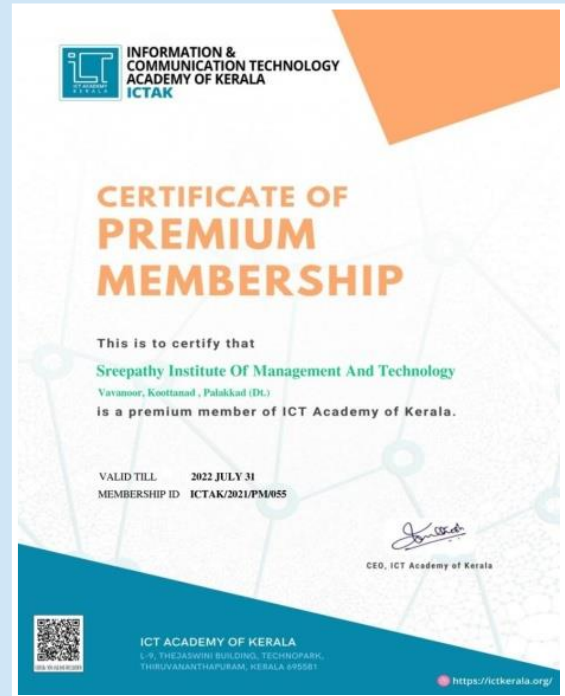 ICT ACADEMY
KERALA
INFORMATION &
COMMUNICATION TECHNOLOGY
ACADEMY OF KERALA
ICTAK
CERTIFICATE OF
PREMIUM
MEMBERSHIP
This is to certify that
Sreepathy Institute Of Management And Technology
Vavanoor, Koottanad , Palakkad (Dt.)
is a premium member of ICT Academy of Kerala.
VALID TILL 2022 JULY 31
MEMBERSHIP ID ICTAK/2021/PM/055
CEO, ICT Academy of Kerala
ICT ACADEMY OF KERALA
L-9, THEJASWINI BUILDING, TECHNOPARK,
THIRUVANANTHAPURAM, KERALA 695581
https://ictkerala.org/